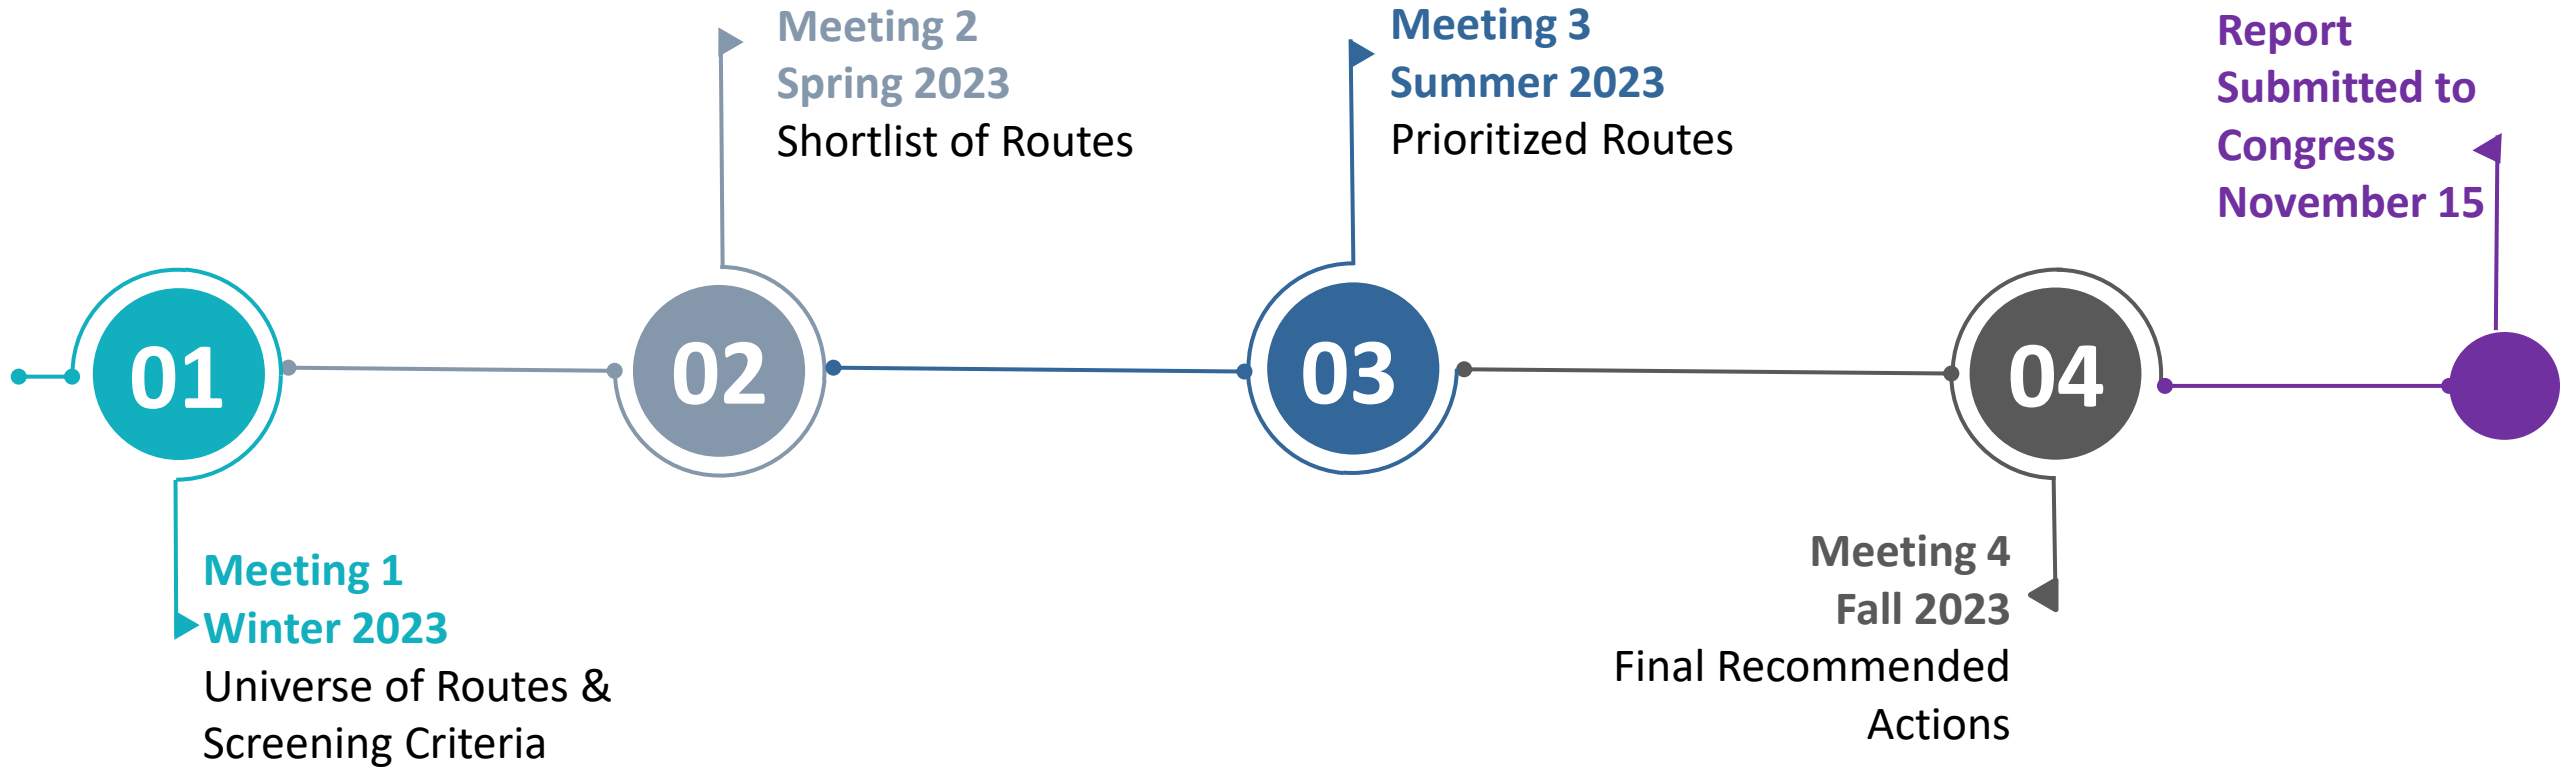 01
Meeting 1
Winter 2023
Universe of Routes &
Screening Criteria
02
Meeting 2
Spring 2023
Shortlist of Routes
03
Meeting 3
Summer 2023
Prioritized Routes
04
Meeting 4
Fall 2023
Final Recommended
Actions
Report
Submitted to
Congress
November 15